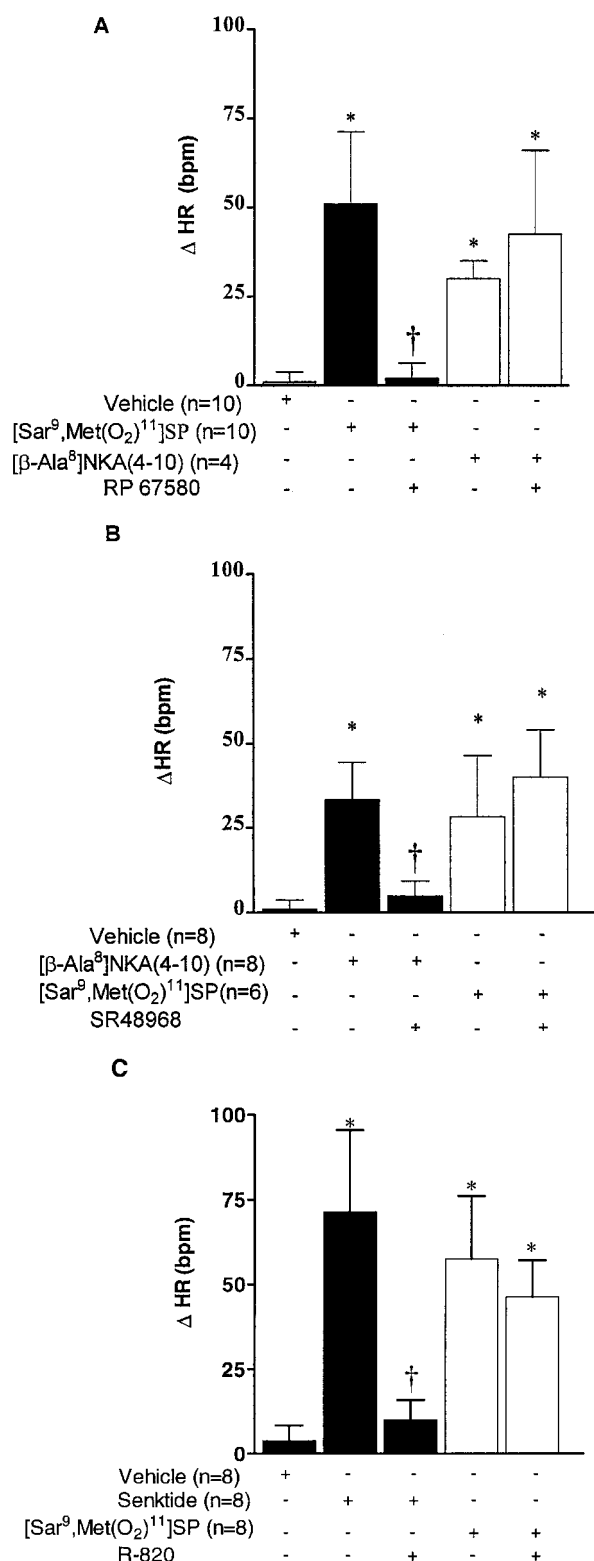 A
100
*
*
75
*
Δ HR (bpm)
50
25
†
0
Vehicle (n=10) + - - - -
[Sar⁹,Met(O₂)¹¹]SP (n=10) - + + - -
[β-Ala⁸]NKA(4-10) (n=4) - - - + +
RP 67580 - - + - +
B
100
75
*
*
*
ΔHR (bpm)
50
25
†
0
Vehicle (n=8) + - - - -
[β-Ala⁸]NKA(4-10) (n=8) - + + - -
[Sar⁹,Met(O₂)¹¹]SP(n=6) - - - + +
SR48968 - - + - +
C
100
*
*
75
*
Δ HR (bpm)
50
25
†
0
Vehicle (n=8) + - - - -
Senktide (n=8) - + + - -
[Sar⁹,Met(O₂)¹¹]SP (n=8) - - - + +
R-820 - - + - +